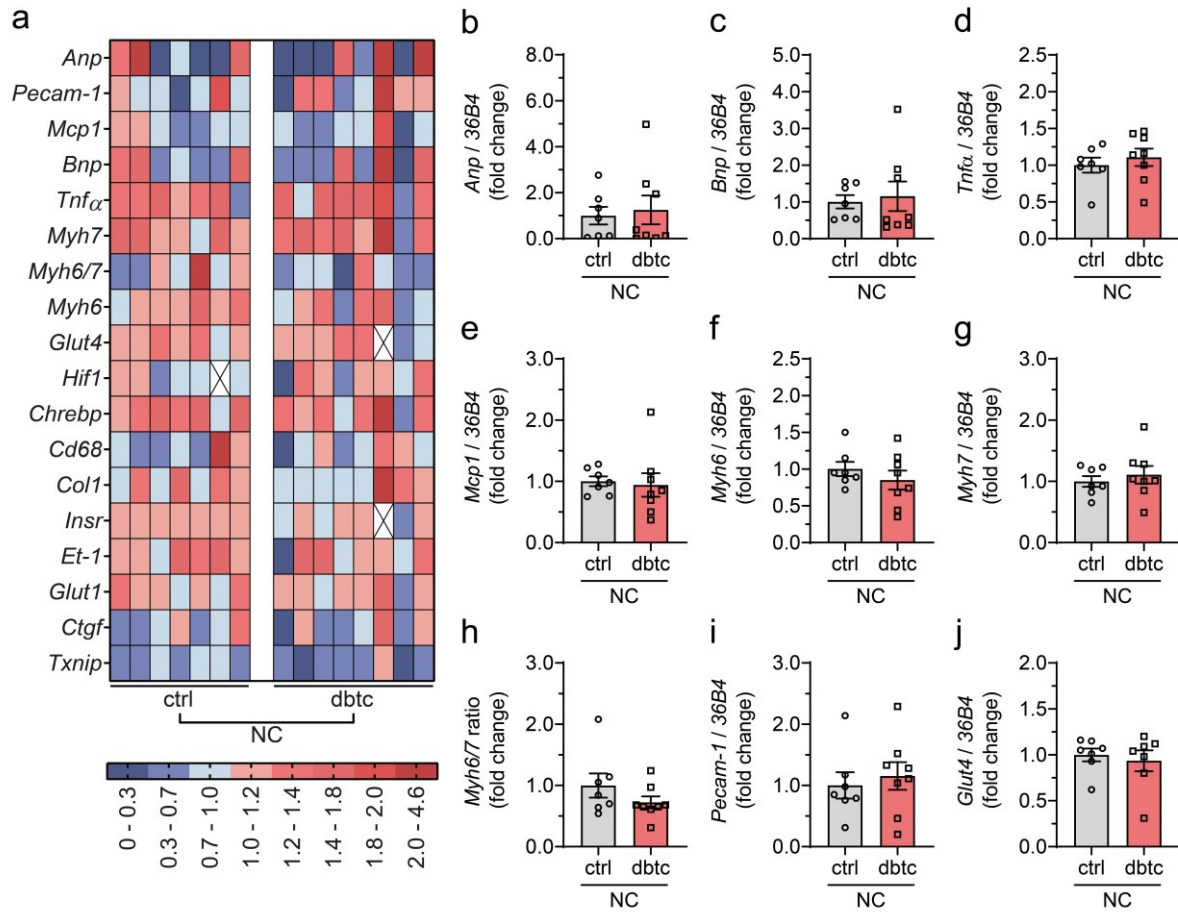 a
Anp
Pecam-1
Mcp1
Bnp
Tnfα
Myh7
Myh6/7
Myh6
Glut4
Hif1
Chrebp
Cd68
Col1
Insr
Et-1
Glut1
Ctgf
Txnip
ctrl dbtc
NC
0 - 0.3
0.3 - 0.7
0.7 - 1.0
1.0 - 1.2
1.2 - 1.4
1.4 - 1.8
1.8 - 2.0
2.0 - 4.6
b
Anp / 36B4
(fold change)
8.0
6.0
4.0
2.0
0.0
ctrl dbtc
NC
c
Bnp / 36B4
(fold change)
5.0
4.0
3.0
2.0
1.0
0.0
ctrl dbtc
NC
d
Tnfα / 36B4
(fold change)
2.5
2.0
1.5
1.0
0.5
0.0
ctrl dbtc
NC
e
Mcp1 / 36B4
(fold change)
3.0
2.0
1.0
0.0
ctrl dbtc
NC
f
Myh6 / 36B4
(fold change)
2.5
2.0
1.5
1.0
0.5
0.0
ctrl dbtc
NC
g
Myh7 / 36B4
(fold change)
3.0
2.0
1.0
0.0
ctrl dbtc
NC
h
Myh6/7 ratio
(fold change)
3.0
2.0
1.0
0.0
ctrl dbtc
NC
i
Pecam-1 / 36B4
(fold change)
3.0
2.0
1.0
0.0
ctrl dbtc
NC
j
Glut4 / 36B4
(fold change)
2.0
1.5
1.0
0.5
0.0
ctrl dbtc
NC